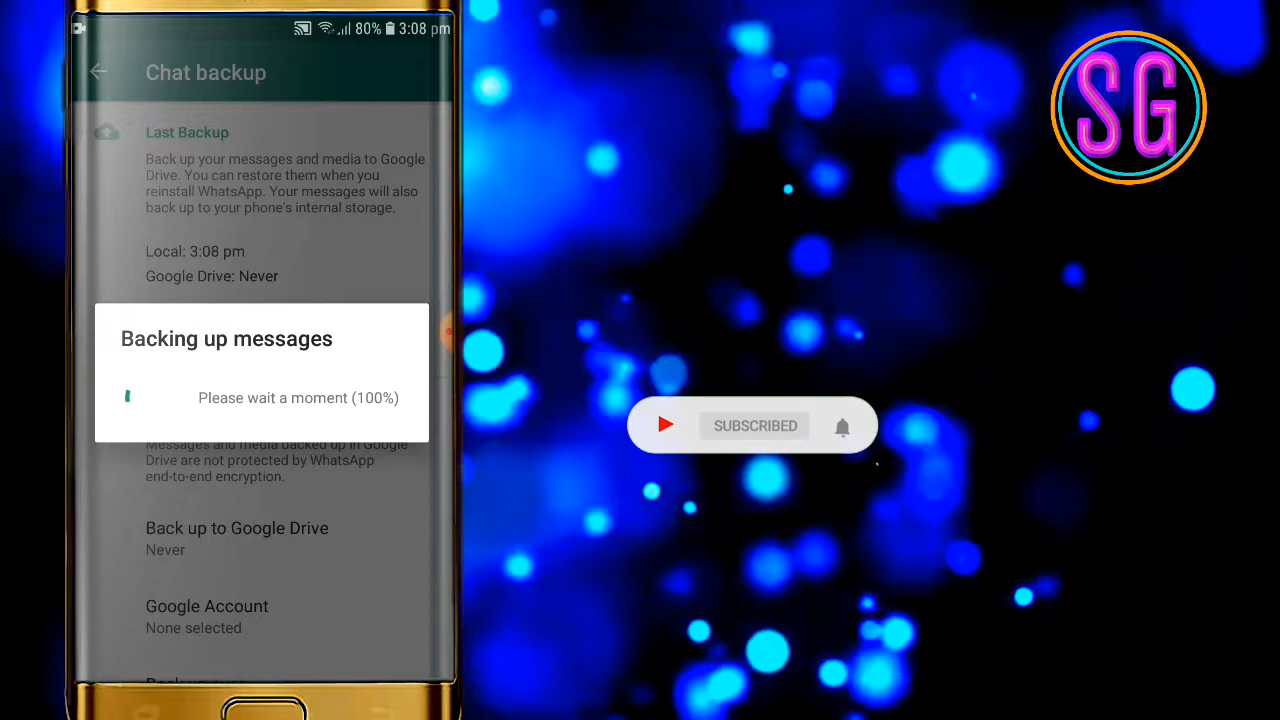 80% 3:08 pm
Chat backup
Last Backup
Back up your messages and media to Google
Drive. You can restore them when you
reinstall WhatsApp. Your messages will also
back up to your phone's internal storage.
Local: 3:08 pm
Google Drive: Never
Backing up messages
Please wait a moment (100%)
Messages and media backed up in Google
Drive are not protected by WhatsApp
end-to-end encryption.
Back up to Google Drive
Never
Google Account
None selected
SG
SUBSCRIBED